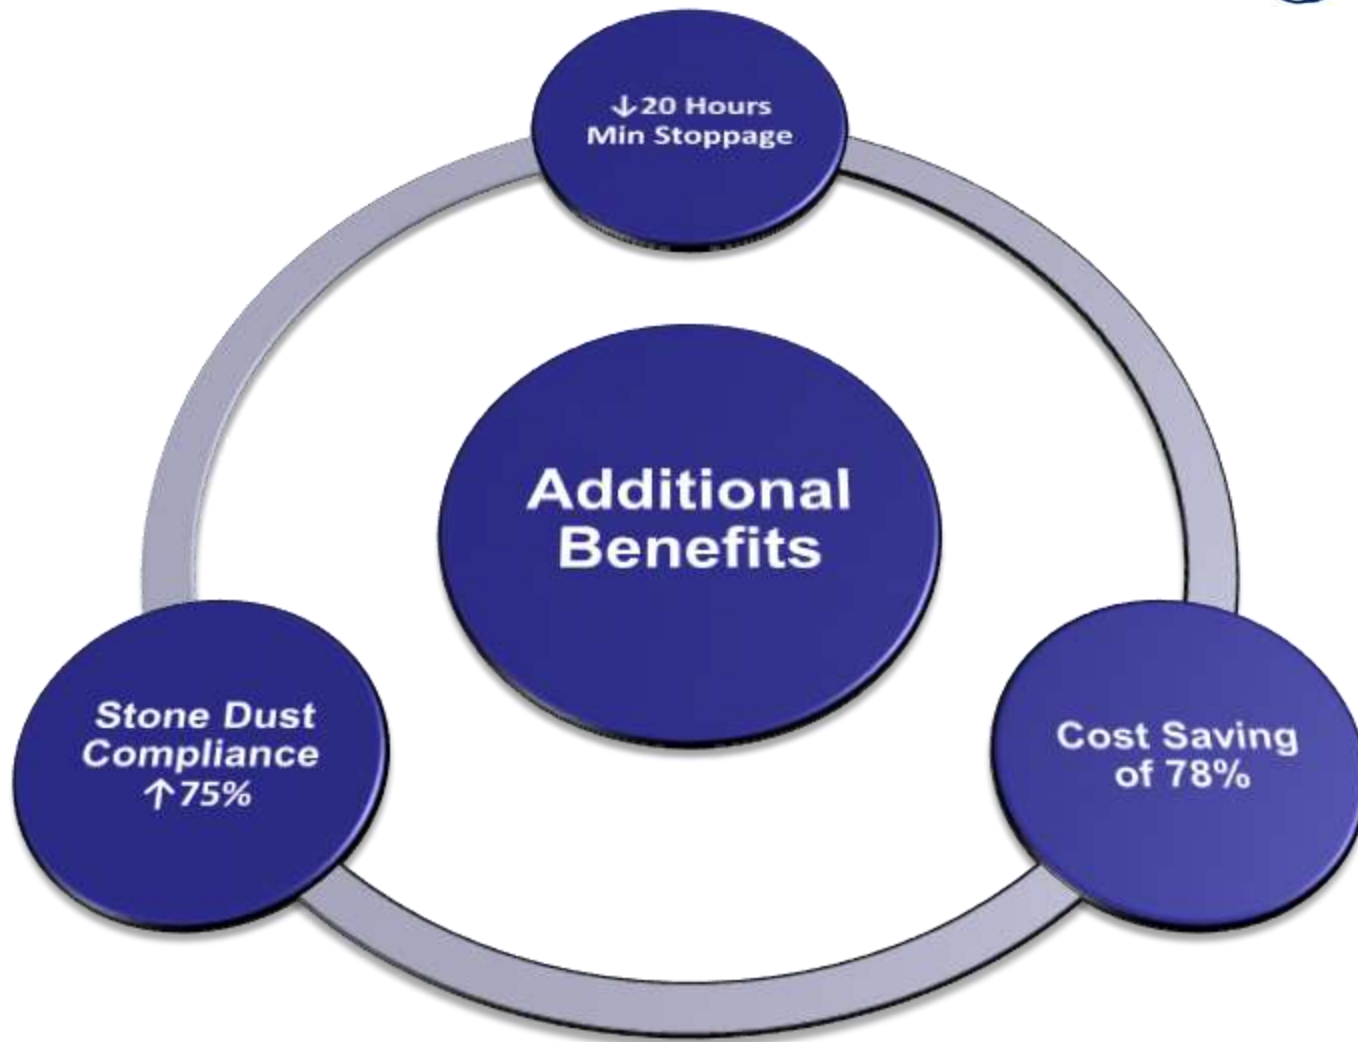 ↓20 Hours
Min Stoppage
Additional
Benefits
Stone Dust
Compliance
↑75%
Cost Saving
of 78%